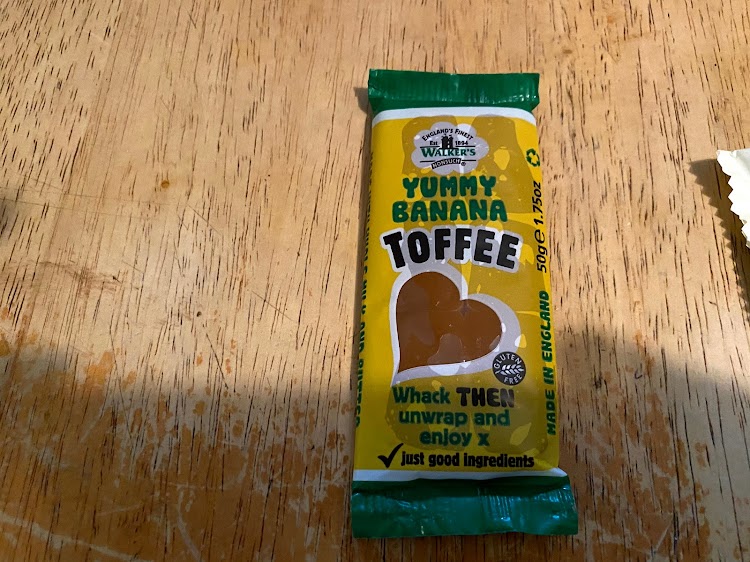 ENGLAND'S FINEST
Est. 1894
WALKER'S
NONSUCH
YUMMY
BANANA
TOFFEE
GLUTEN
FREE
Whack THEN
unwrap and
enjoy x
✓ just good ingredients
MADE IN ENGLAND
50g e 1.75oz